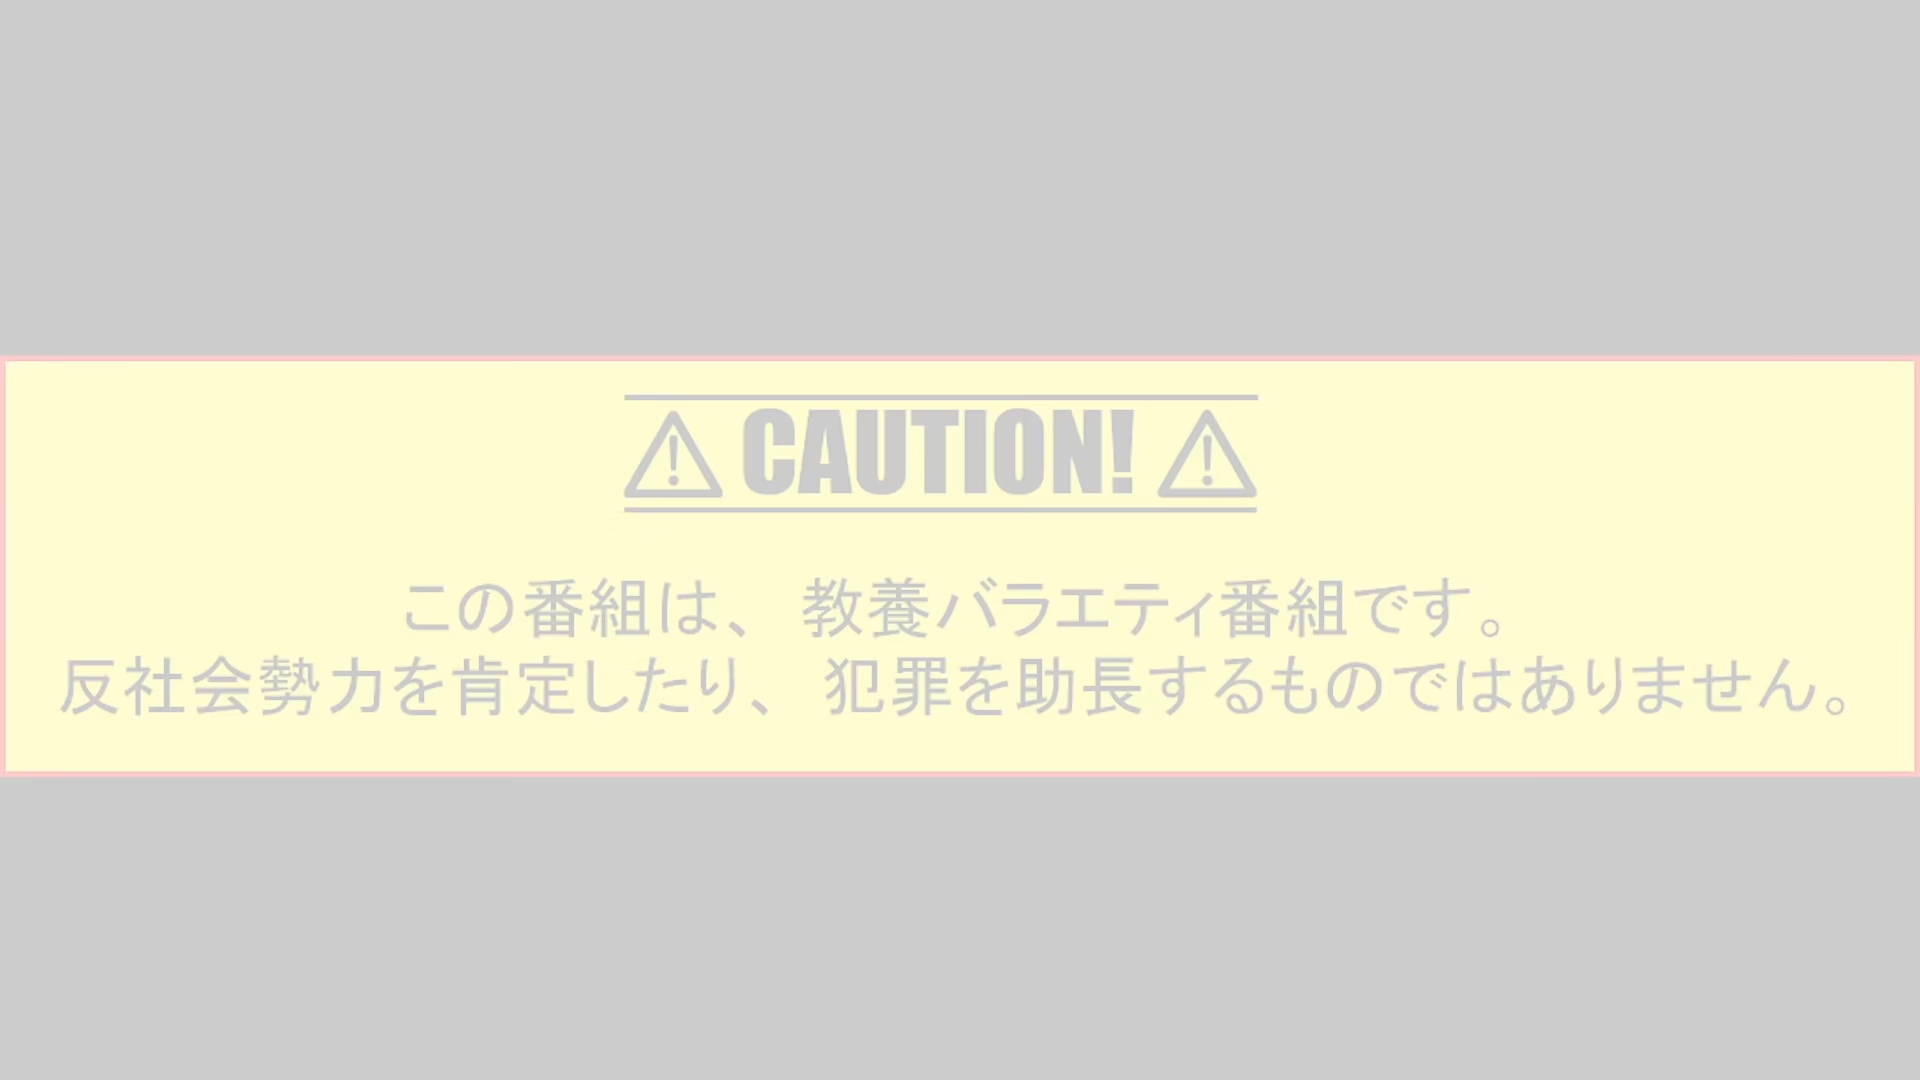 CAUTION!
この番組は、教養バラエティ番組です。
反社会勢力を肯定したり、犯罪を助長するものではありません。